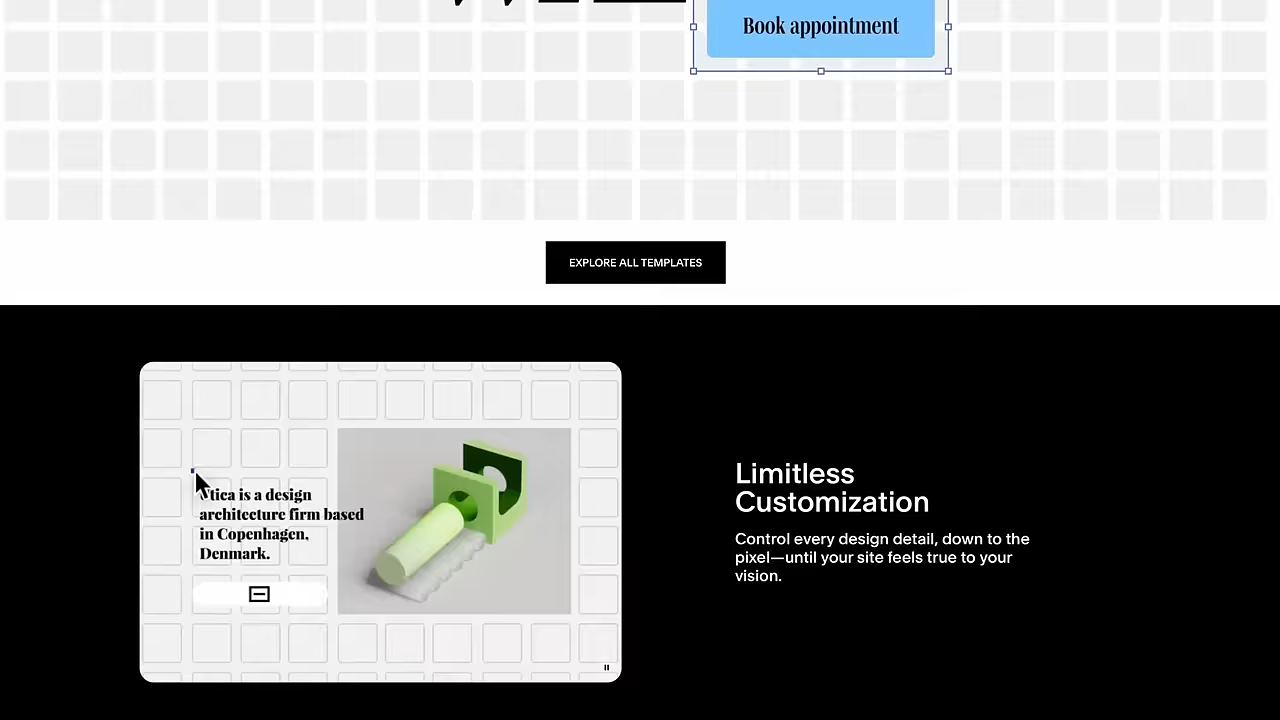 Book appointment
EXPLORE ALL TEMPLATES
tica is a design
architecture firm based
in Copenhagen,
Denmark.
Limitless
Customization
Control every design detail, down to the
pixel—until your site feels true to your
vision.